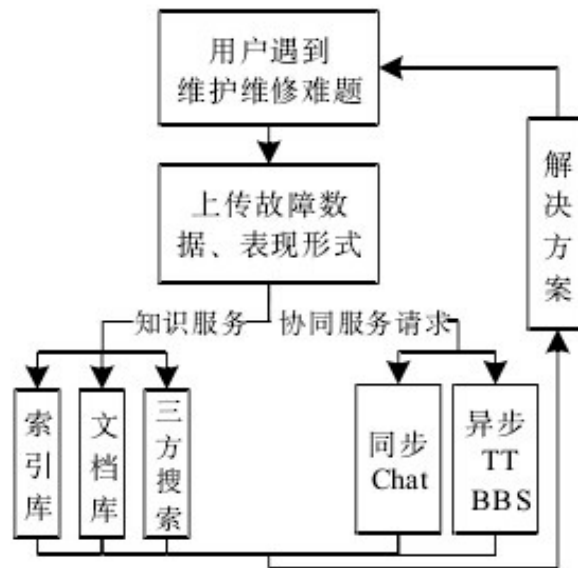 用户遇到
维护维修难题
上传故障数
据、表现形式
知识服务
协同服务请求
索引库
文档库
三方搜索
同步
Chat
异步
TT
BBS
解决方案